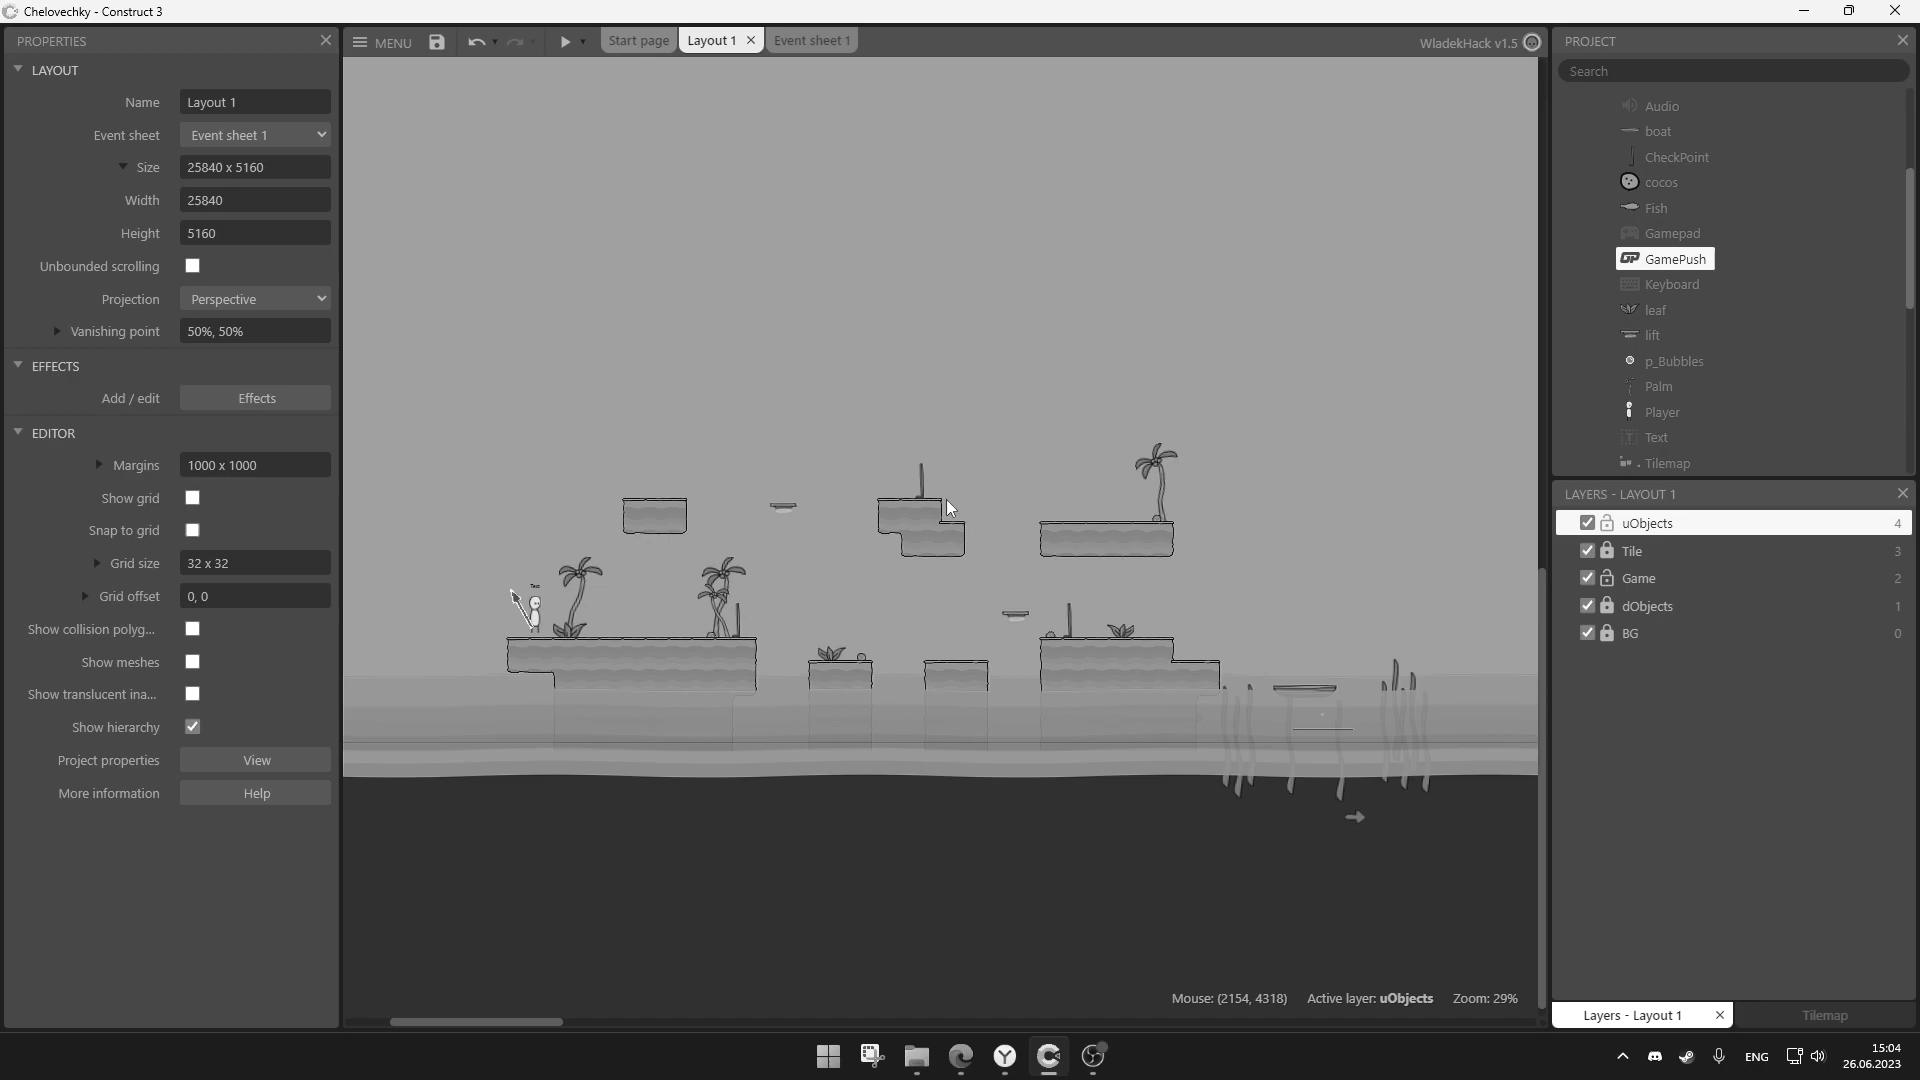 Chelovechky - Construct 3
PROPERTIES
LAYOUT
Name Layout 1
Event sheet Event sheet 1
Size 25840 x 5160
Width 25840
Height 5160
Unbounded scrolling
Projection Perspective
Vanishing point 50%, 50%
EFFECTS
Add / edit Effects
EDITOR
Margins 1000 x 1000
Show grid
Snap to grid
Grid size 32 x 32
Grid offset 0, 0
Show collision polyg...
Show meshes
Show translucent ina...
Show hierarchy
Project properties View
More information Help
MENU
Start page Layout 1 Event sheet 1
WladekHack v1.5
Text
Mouse: (2154, 4318) Active layer: uObjects Zoom: 29%
PROJECT
Search
Audio
boat
CheckPoint
cocos
Fish
Gamepad
GP GamePush
Keyboard
leaf
lift
p_Bubbles
Palm
Player
Text
Tilemap
LAYERS - LAYOUT 1
uObjects 4
Tile 3
Game 2
dObjects 1
BG 0
Layers - Layout 1 Tilemap
ENG
15:04
26.06.2023